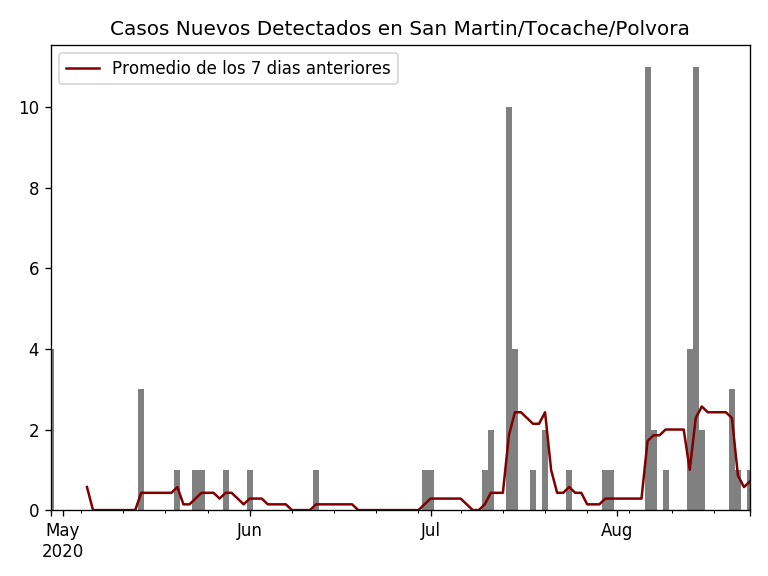 Casos Nuevos Detectados en San Martin/Tocache/Polvora
Promedio de los 7 dias anteriores
10
8
6
4
2
0
May Jun Jul Aug
2020